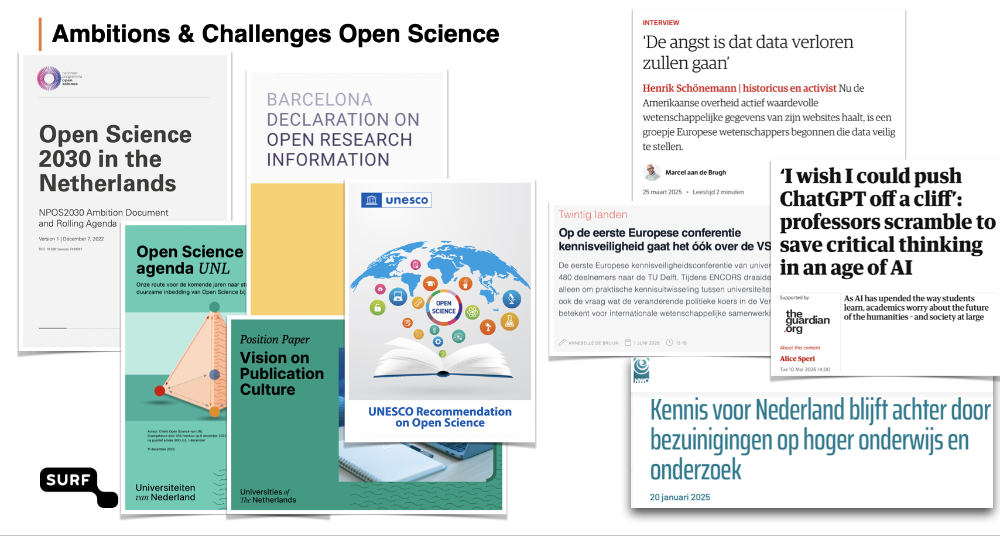 Ambitions & Challenges Open Science
nationaal
programma
open
science
Open Science
2030 in the
Netherlands
NPOS2030 Ambition Document
and Rolling Agenda
Version 1 | December 7, 2022
DOI: 10.5281/zenodo.7433767
BARCELONA
DECLARATION ON
OPEN RESEARCH
INFORMATION
Open Science
agenda UNL
Onze route voor de komende jaren naar
duurzame inbedding van Open Science bij
Auteur: Chiefs Open Science van UNL
Goedgekeurd door UNL-bestuur op 8 december 2023
na positief advies SOO d.d. 1 december
11 december 2023
Universiteiten
van Nederland
Position Paper
Vision on
Publication
Culture
Universities of
The Netherlands
unesco
OPEN
SCIENCE
UNESCO Recommendation
on Open Science
SURF
INTERVIEW
‘De angst is dat data verloren
zullen gaan’
Henrik Schönemann | historicus en activist Nu de
Amerikaanse overheid actief waardevolle
wetenschappelijke gegevens van zijn websites haalt, is een
groepje Europese wetenschappers begonnen die data veilig
te stellen.
Marcel aan de Brugh
25 maart 2025 • Leestijd 2 minuten
Twintig landen
Op de eerste Europese conferentie
kennisveiligheid gaat het óók over de VS
De eerste Europese kennisveiligheidsconferentie van univer
480 deelnemers naar de TU Delft. Tijdens ENCORS draaide
alleen om praktische kennisuitwisseling tussen universiteite
ook de vraag wat de veranderende politieke koers in de Ver
betekent voor internationale wetenschappelijke samenwerki
ANNEBELLE DE BRUIJN 1 JUNI 2026 12:15
‘I wish I could push
ChatGPT off a cliff’:
professors scramble to
save critical thinking
in an age of AI
Supported by
the
guardian
.org
About this content
Alice Speri
Tue 10 Mar 2026 14.00
As AI has upended the way students
learn, academics worry about the future
of the humanities – and society at large
NWO
Kennis voor Nederland blijft achter door
bezuinigingen op hoger onderwijs en
onderzoek
20 januari 2025